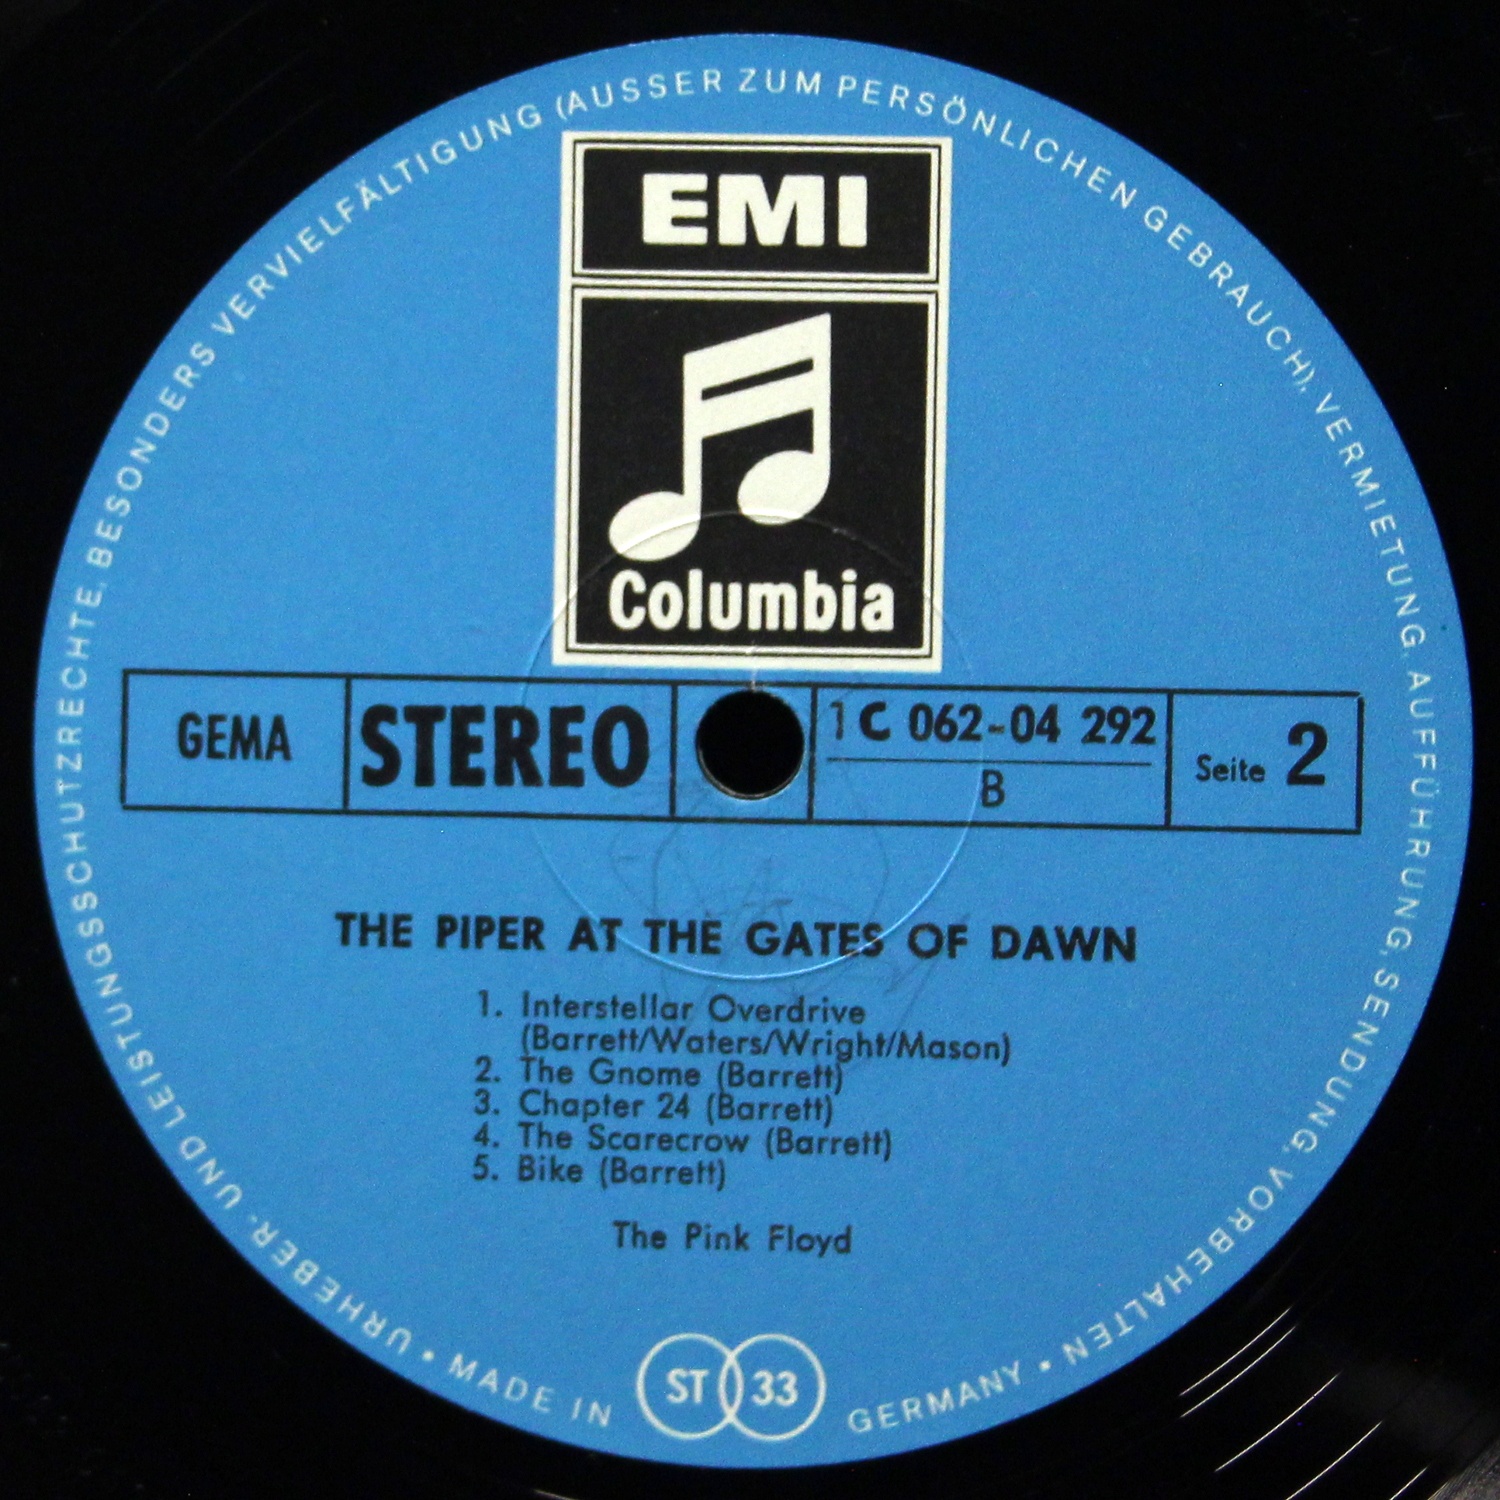 URHEBER- UND LEISTUNGSSCHUTZRECHTE, BESONDERS VERVIELFÄLTIGUNG (AUSSER ZUM PERSÖNLICHEN GEBRAUCH), VERMIETUNG, AUFFÜHRUNG, SENDUNG, VORBEHALTEN •
EMI
Columbia
GEMA
STEREO
1 C 062-04 292
B
Seite 2
THE PIPER AT THE GATES OF DAWN
1. Interstellar Overdrive
(Barrett/Waters/Wright/Mason)
2. The Gnome (Barrett)
3. Chapter 24 (Barrett)
4. The Scarecrow (Barrett)
5. Bike (Barrett)
The Pink Floyd
• MADE IN
ST 33
GERMANY